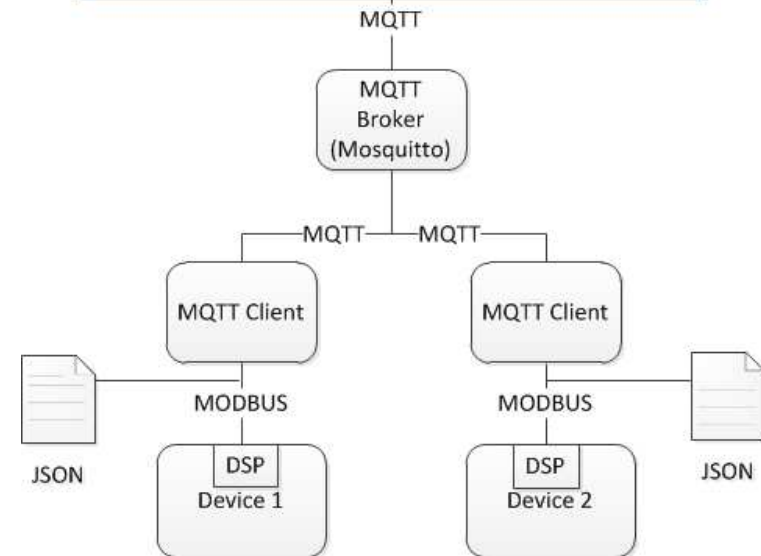 MQTT
MQTT
Broker
(Mosquitto)
MQTT MQTT
MQTT Client
MQTT Client
MODBUS
MODBUS
JSON
JSON
DSP
Device 1
DSP
Device 2